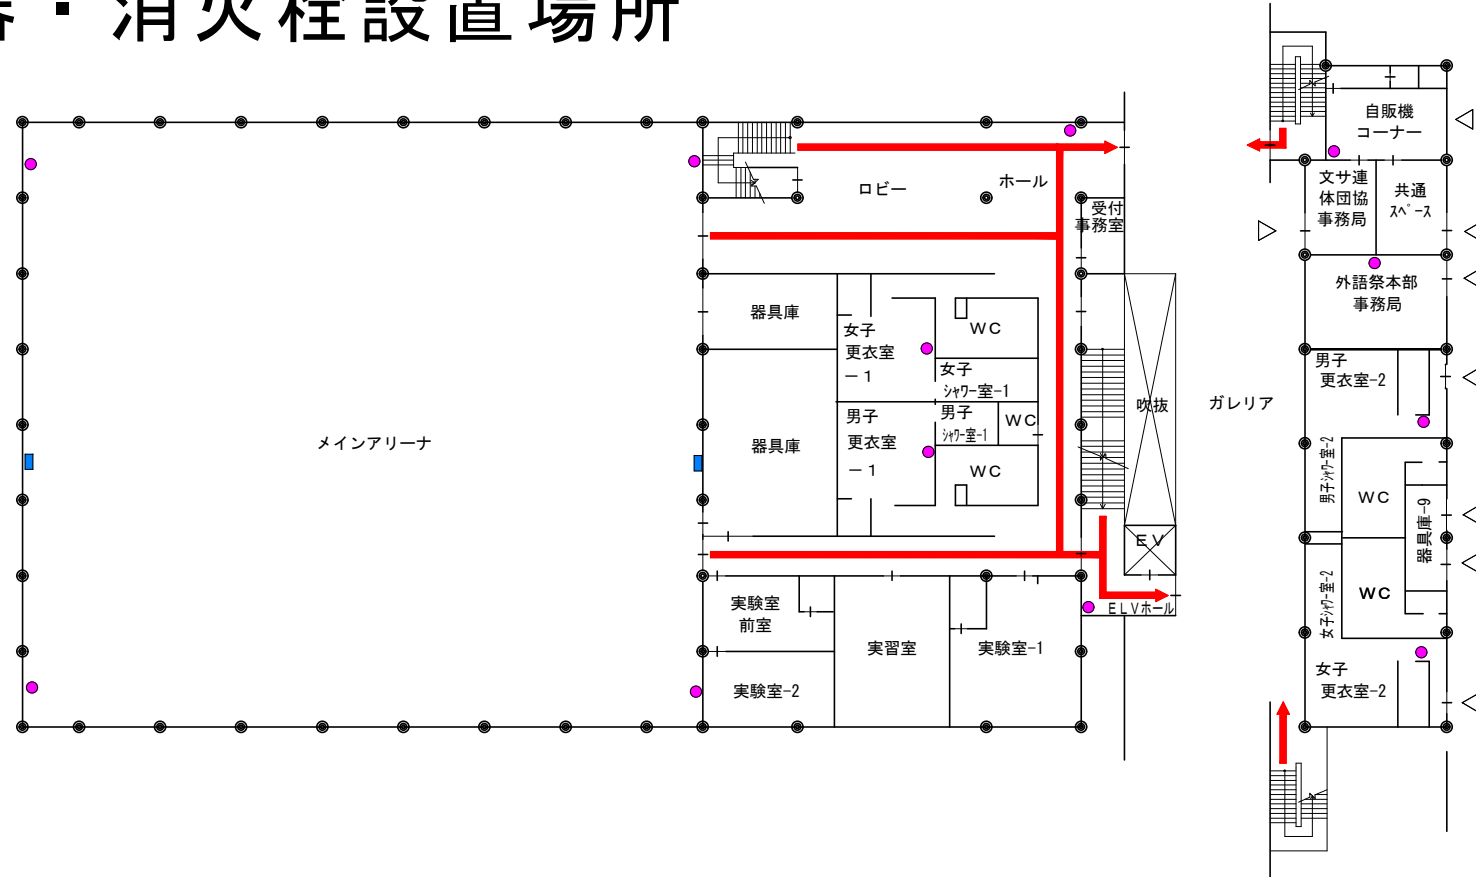 ・消火栓設置場所
自販機
コーナー
文サ連
体団協
事務局
共通
スペース
外語祭本部
事務局
ロビー
ホール
受付
事務室
器具庫
女子
更衣室
－1
WC
女子
シャワー室-1
男子
シャワー室-1
WC
器具庫
男子
更衣室
－1
WC
メインアリーナ
吹抜
ガレリア
EV
ELVホール
実験室
前室
実習室
実験室-1
実験室-2
男子
更衣室-2
男子シャワー室-2
WC
器具庫-9
WC
女子シャワー室-2
女子
更衣室-2